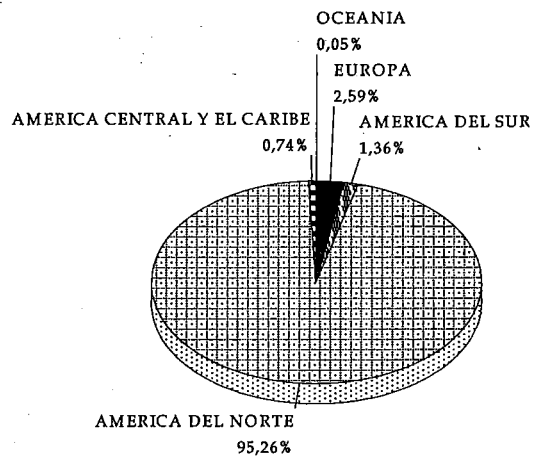 OCEANIA
0,05%
EUROPA
2,59%
AMERICA CENTRAL Y EL CARIBE
0,74%
AMERICA DEL SUR
1,36%
AMERICA DEL NORTE
95,26%